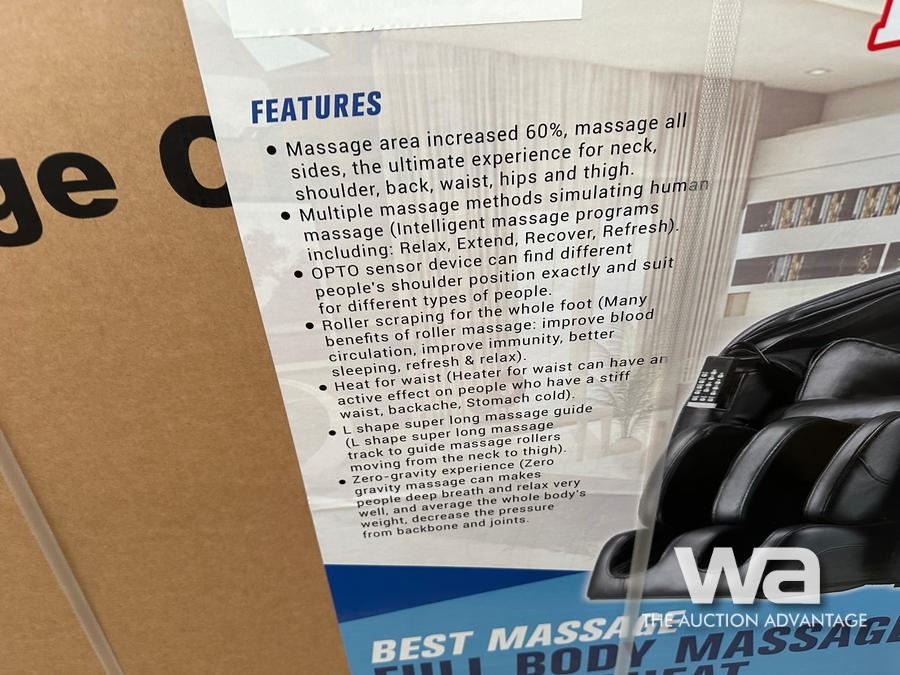 ge C
FEATURES
• Massage area increased 60%, massage all
sides, the ultimate experience for neck,
shoulder, back, waist, hips and thigh.
• Multiple massage methods simulating human
massage (Intelligent massage programs
including: Relax, Extend, Recover, Refresh).
• OPTO sensor device can find different
people's shoulder position exactly and suit
for different types of people.
• Roller scraping for the whole foot (Many
benefits of roller massage: improve blood
circulation, improve immunity, better
sleeping, refresh & relax).
• Heat for waist (Heater for waist can have an
active effect on people who have a stiff
waist, backache, Stomach cold).
• L shape super long massage guide
(L shape super long massage
track to guide massage rollers
moving from the neck to thigh).
• Zero-gravity experience (Zero
gravity massage can makes
people deep breath and relax very
well, and average the whole body's
weight, decrease the pressure
from backbone and joints.
wa
THE AUCTION ADVANTAGE
BEST MASSAGE
FULL BODY MASSAGE
HEAT